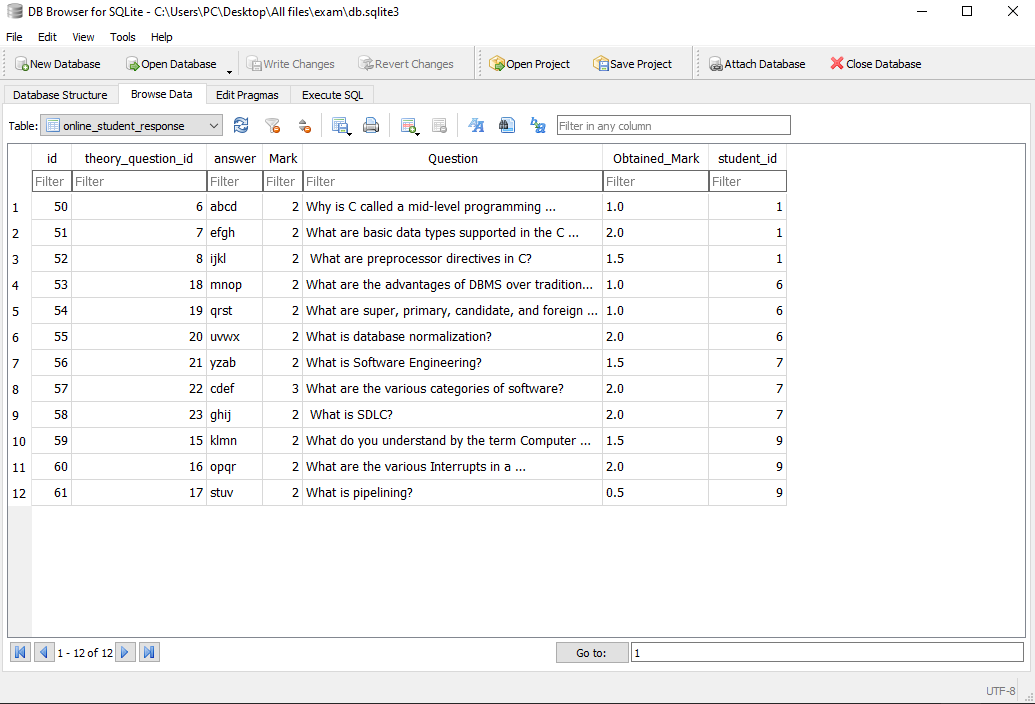 DB Browser for SQLite - C:\Users\PC\Desktop\All files\exam\db.sqlite3
File Edit View Tools Help
New Database Open Database Write Changes Revert Changes Open Project Save Project Attach Database Close Database
Database Structure Browse Data Edit Pragmas Execute SQL
Table: online_student_response Filter in any column
id theory_question_id answer Mark Question Obtained_Mark student_id
Filter Filter Filter Filter Filter Filter Filter
1 50 6 abcd 2 Why is C called a mid-level programming ... 1.0 1
2 51 7 efgh 2 What are basic data types supported in the C ... 2.0 1
3 52 8 ijkl 2 What are preprocessor directives in C? 1.5 1
4 53 18 mnop 2 What are the advantages of DBMS over tradition... 1.0 6
5 54 19 qrst 2 What are super, primary, candidate, and foreign ... 1.0 6
6 55 20 uvwx 2 What is database normalization? 2.0 6
7 56 21 yzab 2 What is Software Engineering? 1.5 7
8 57 22 cdef 3 What are the various categories of software? 2.0 7
9 58 23 ghij 2 What is SDLC? 2.0 7
10 59 15 klmn 2 What do you understand by the term Computer ... 1.5 9
11 60 16 opqr 2 What are the various Interrupts in a ... 2.0 9
12 61 17 stuv 2 What is pipelining? 0.5 9
1 - 12 of 12 Go to: 1
UTF-8